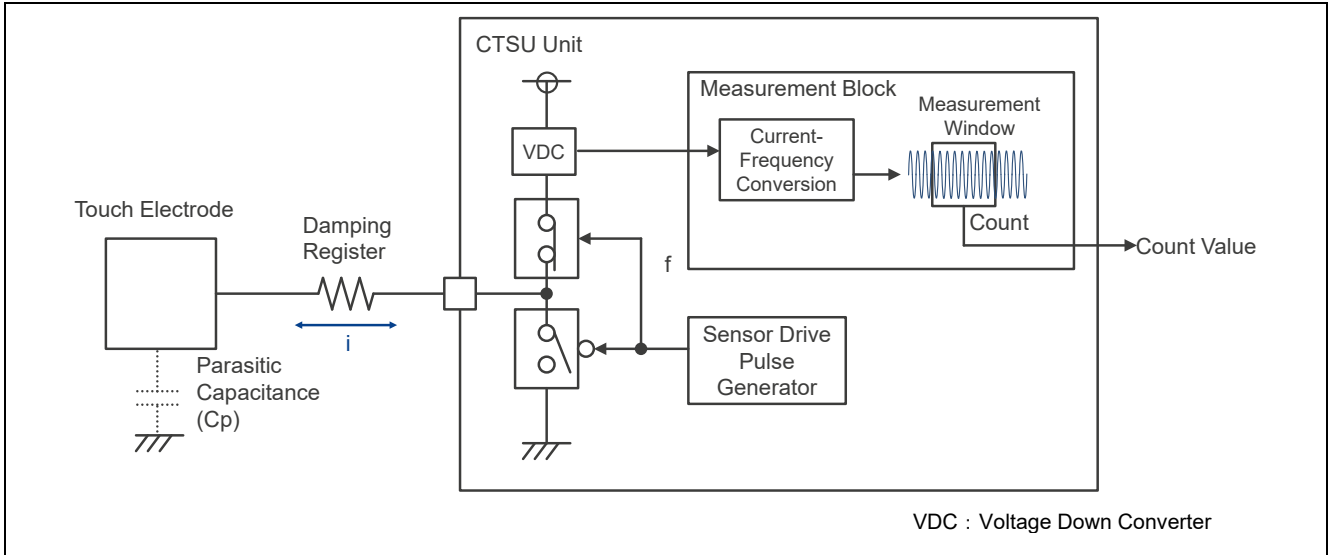 CTSU Unit
VDC
Measurement Block
Current-
Frequency
Conversion
Measurement
Window
Count
Count Value
Touch Electrode
Damping
Register
i
f
Sensor Drive
Pulse
Generator
Parasitic
Capacitance
(Cp)
VDC : Voltage Down Converter